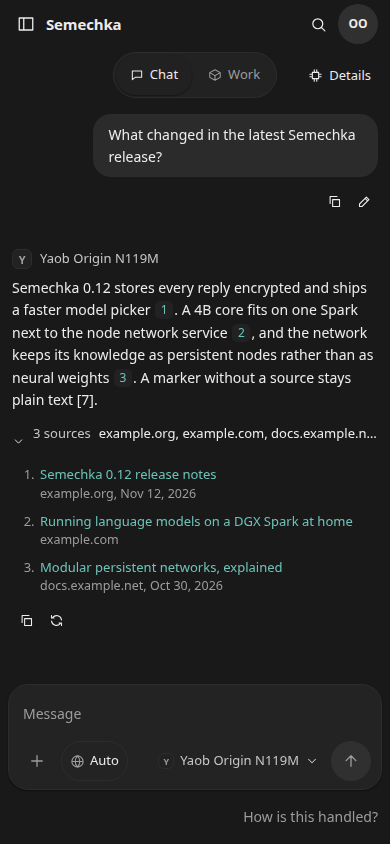 Semechka
OO
Chat
Work
Details
What changed in the latest Semechka
release?
Y Yaob Origin N119M
Semechka 0.12 stores every reply encrypted and ships
a faster model picker 1 . A 4B core fits on one Spark
next to the node network service 2 , and the network
keeps its knowledge as persistent nodes rather than as
neural weights 3 . A marker without a source stays
plain text [7].
3 sources example.org, example.com, docs.example.n...
1. Semechka 0.12 release notes
example.org, Nov 12, 2026
2. Running language models on a DGX Spark at home
example.com
3. Modular persistent networks, explained
docs.example.net, Oct 30, 2026
Message
Auto
Y Yaob Origin N119M
How is this handled?